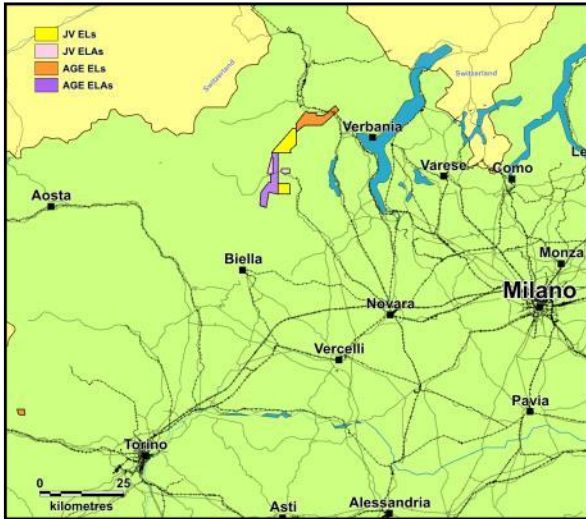 JV ELs
JV ELAs
AGE ELs
AGE ELAs
Switzerland
Switzerland
Verbania
Varese
Como
Le
Aosta
Biella
Monza
Milano
Novara
Vercelli
Pavia
Torino
0 25
kilometres
Asti
Alessandria